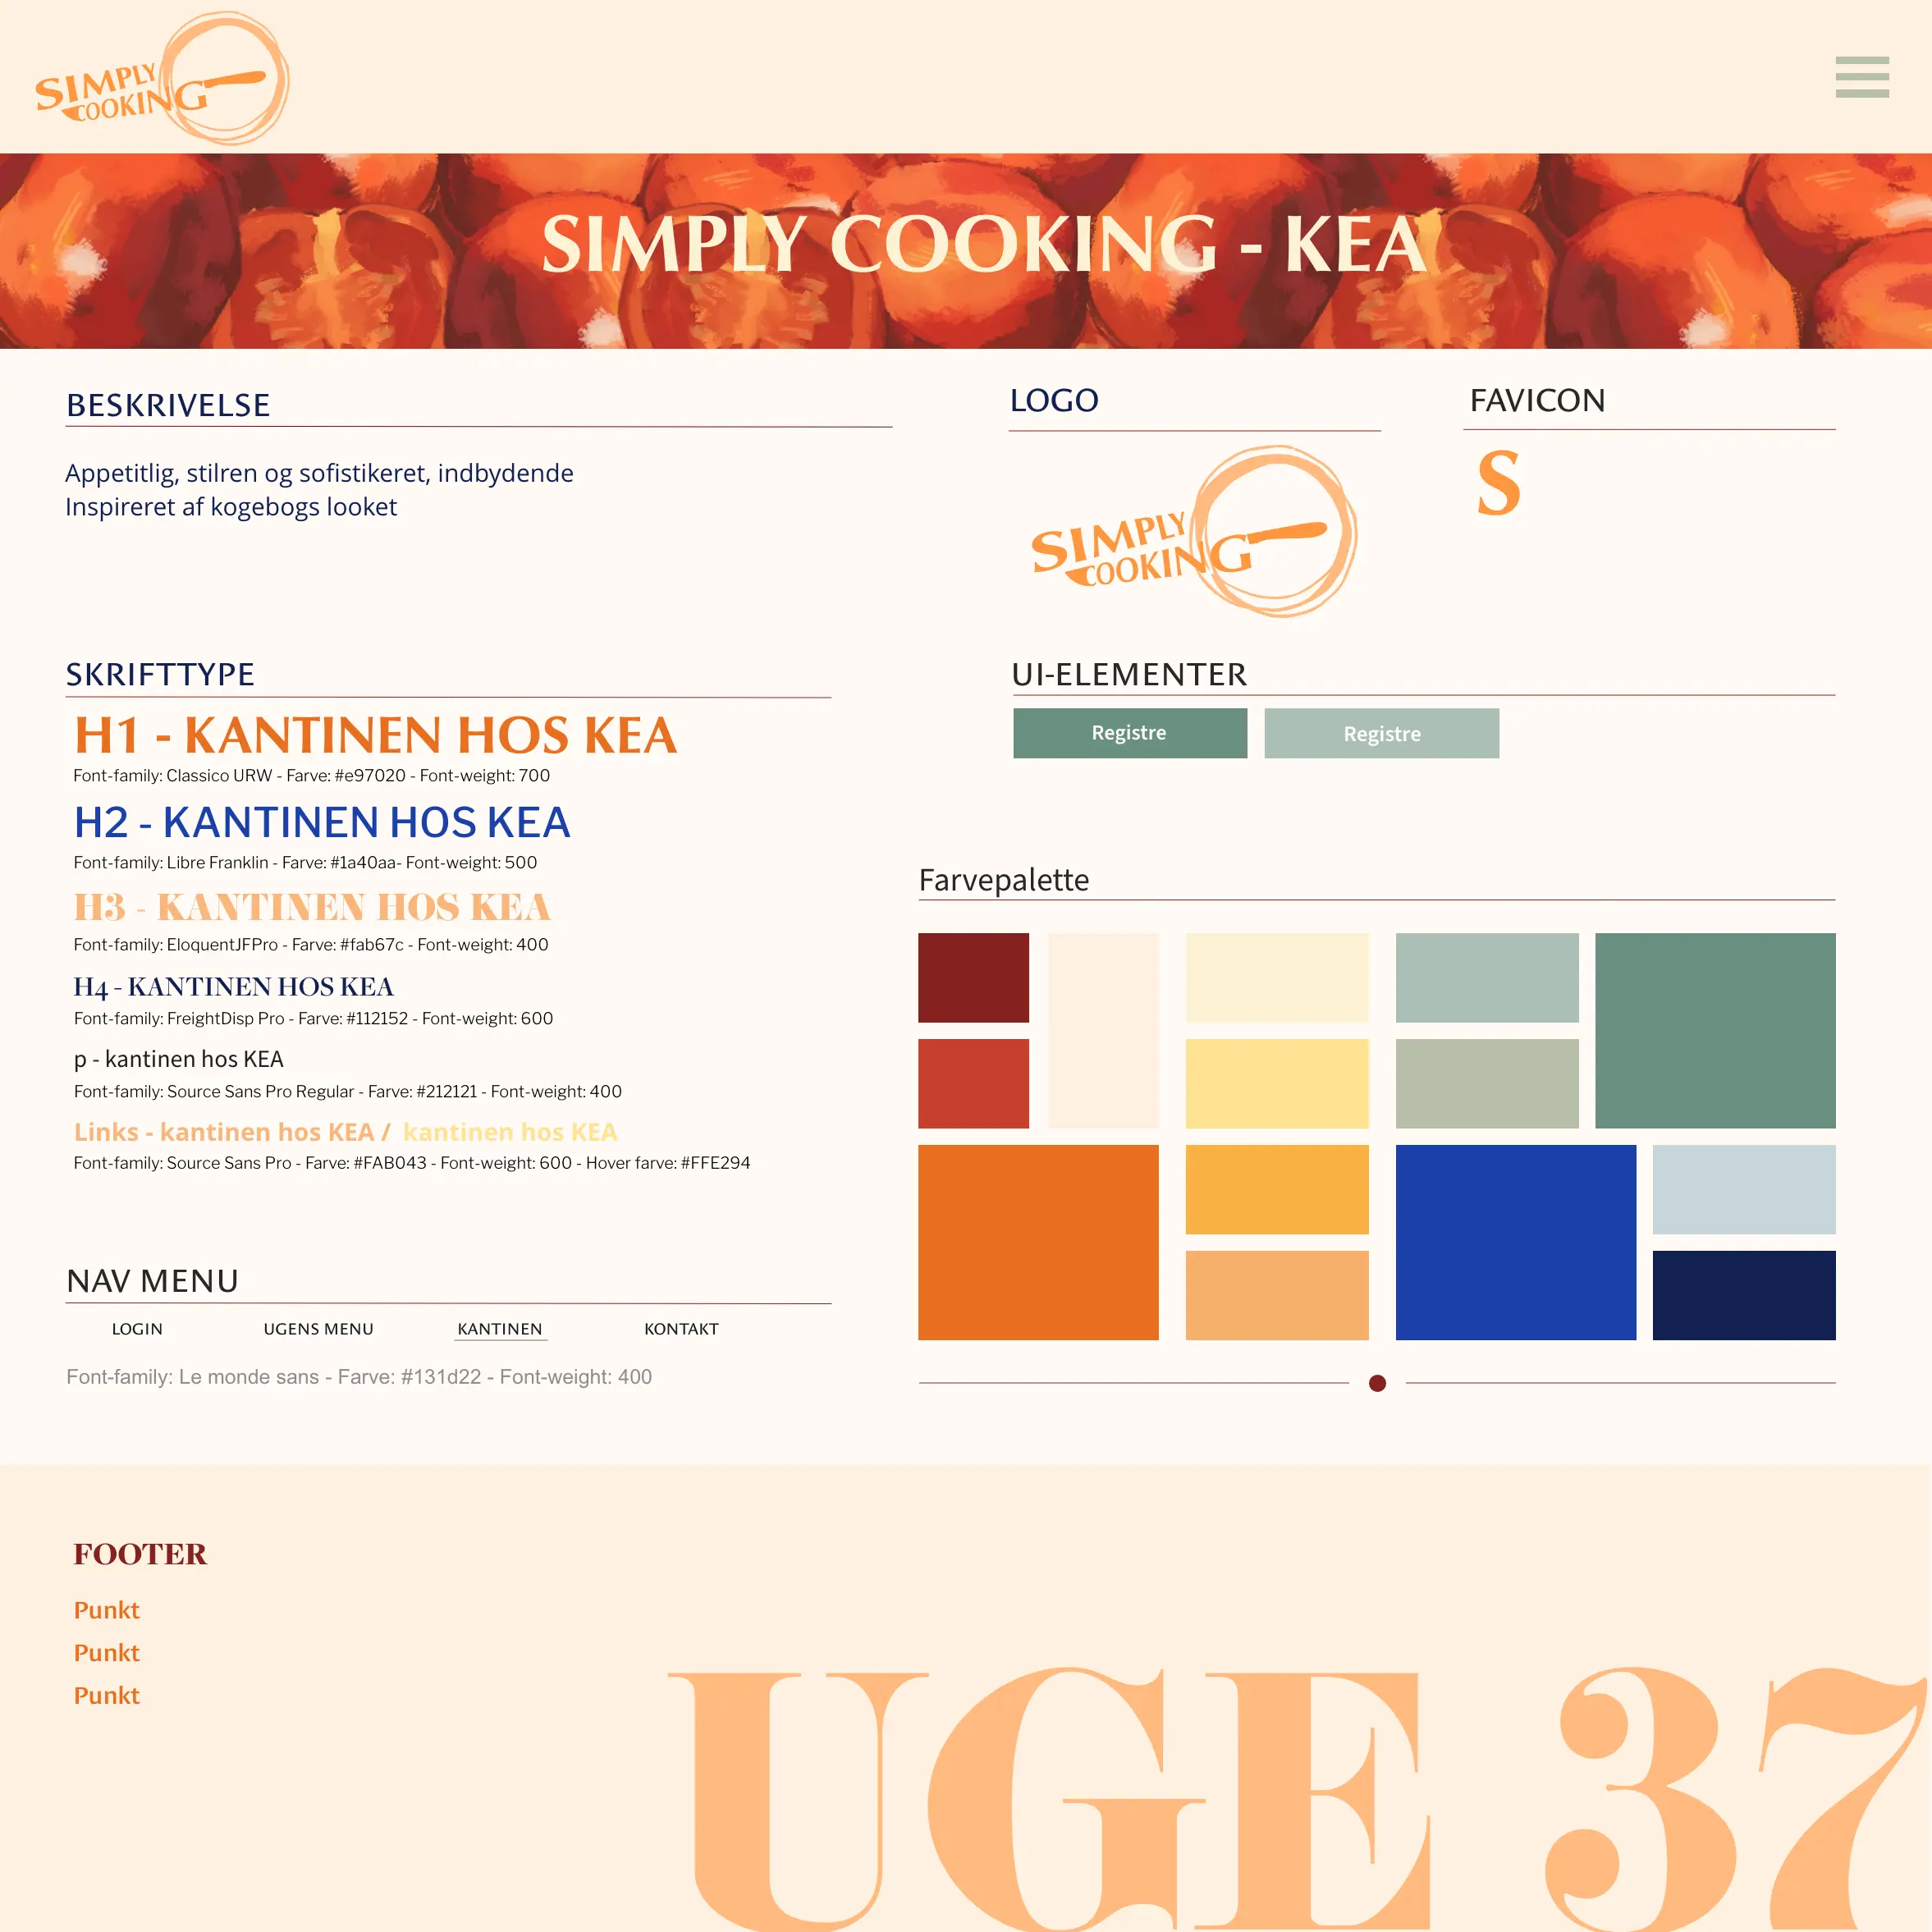 SIMPLY
COOKING
SIMPLY COOKING - KEA
BESKRIVELSE
Appetitlig, stilren og sofistikeret, indbydende
Inspireret af kogebogs looket
LOGO
SIMPLY
COOKING
FAVICON
S
SKRIFTTYPE
H1 - KANTINEN HOS KEA
Font-family: Classico URW - Farve: #e97020 - Font-weight: 700
H2 - KANTINEN HOS KEA
Font-family: Libre Franklin - Farve: #1a40aa- Font-weight: 500
H3 - KANTINEN HOS KEA
Font-family: EloquentJFPro - Farve: #fab67c - Font-weight: 400
H4 - KANTINEN HOS KEA
Font-family: FreightDisp Pro - Farve: #112152 - Font-weight: 600
p - kantinen hos KEA
Font-family: Source Sans Pro Regular - Farve: #212121 - Font-weight: 400
Links - kantinen hos KEA / kantinen hos KEA
Font-family: Source Sans Pro - Farve: #FAB043 - Font-weight: 600 - Hover farve: #FFE294
UI-ELEMENTER
Registre
Registre
Farvepalette
NAV MENU
LOGIN UGENS MENU KANTINEN KONTAKT
Font-family: Le monde sans - Farve: #131d22 - Font-weight: 400
FOOTER
Punkt
Punkt
Punkt
UGE 37